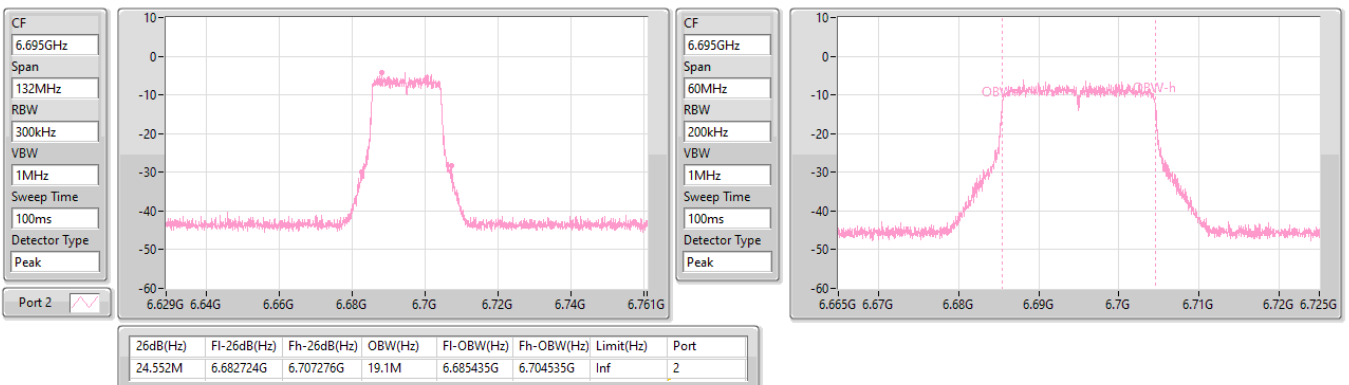 CF
6.695GHz
Span
132MHz
RBW
300kHz
VBW
1MHz
Sweep Time
100ms
Detector Type
Peak
Port 2
10
0
-10
-20
-30
-40
-50
-60
6.629G 6.64G 6.66G 6.68G 6.7G 6.72G 6.74G 6.761G
CF
6.695GHz
Span
60MHz
RBW
200kHz
VBW
1MHz
Sweep Time
100ms
Detector Type
Peak
10
0
-10
-20
-30
-40
-50
-60
OBW-h
6.665G 6.67G 6.68G 6.69G 6.7G 6.71G 6.72G 6.725G
26dB(Hz) Fl-26dB(Hz) Fh-26dB(Hz) OBW(Hz) Fl-OBW(Hz) Fh-OBW(Hz) Limit(Hz) Port
24.552M 6.682724G 6.707276G 19.1M 6.685435G 6.704535G Inf 2